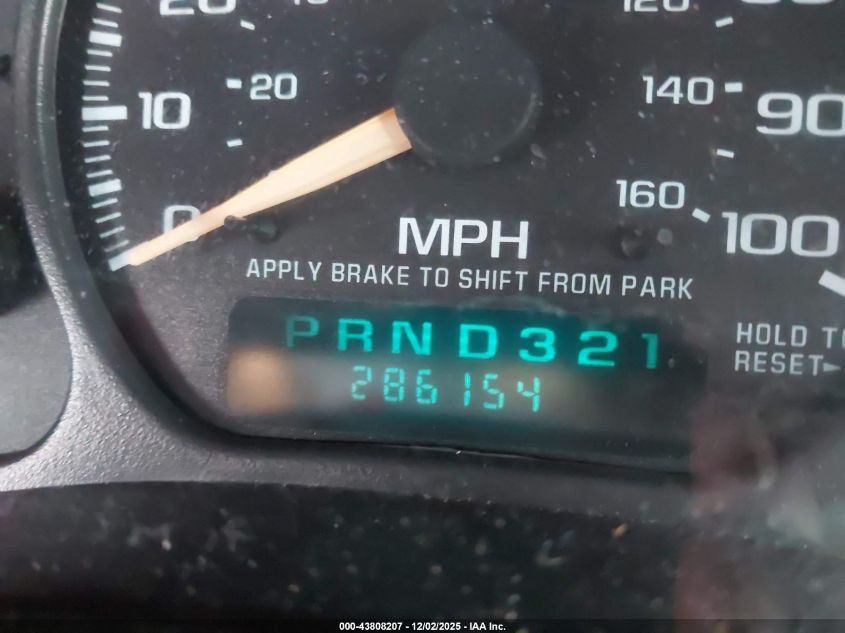 20 120
20 140
10 90
0 160
MPH 100
APPLY BRAKE TO SHIFT FROM PARK
PRND321
HOLD
RESET
286154
000-43808207 - 12/02/2025 - IAA Inc.